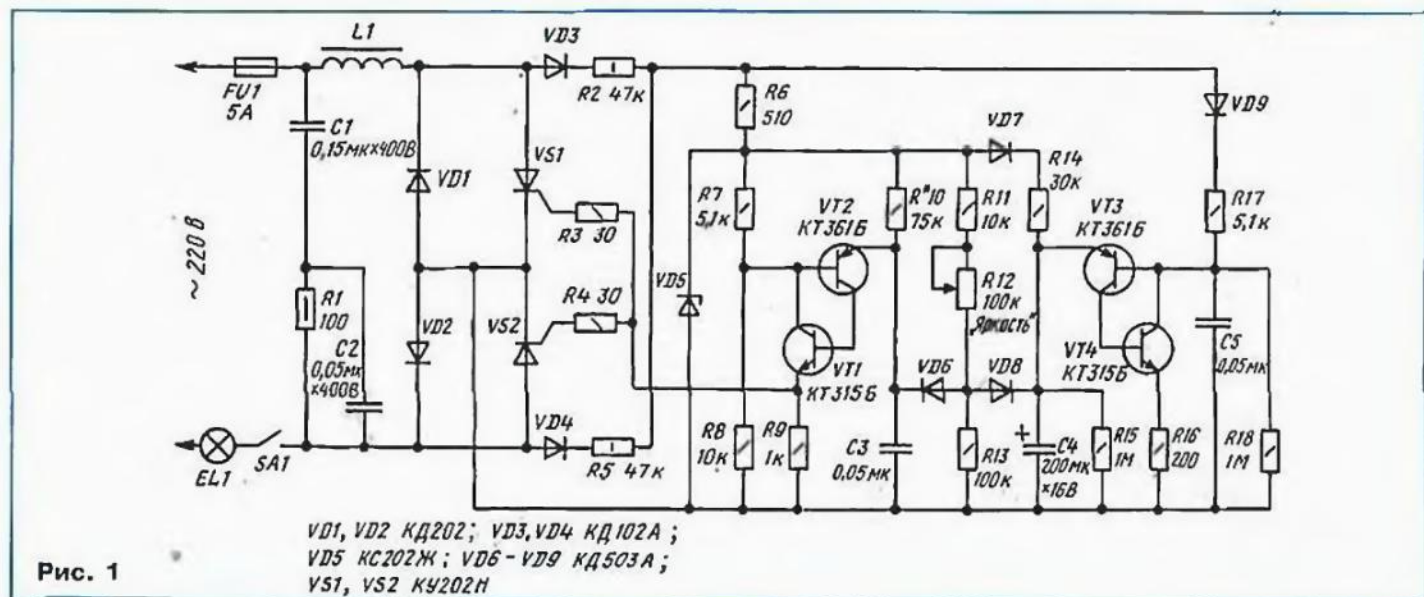 L1
FU1
5А
C1
0,15мк×400В
~220В
R1
100
C2
0,05мк
×400В
EL1
SA1
VD1
VD2
VS1
VS2
VD3
R2 47к
R3 30
R4 30
VD4
R5 47к
R6
510
R7
5,1к
VD5
R8
10к
R9
1к
VT2
КТ361Б
VT1
КТ315Б
R*10
75к
R11
10к
VD7
R12
100к
„Яркость"
VD6
VD8
C3
0,05мк
R13
100к
R14
30к
VT3
КТ361Б
VT4
КТ315Б
+
C4
200мк
×16В
R15
1М
R16
200
VD9
R17
5,1к
C5
0,05мк
R18
1М
VD1, VD2 КД202; VD3, VD4 КД102А;
VD5 КС202Ж; VD6-VD9 КД503А;
VS1, VS2 КУ202Н
Рис. 1